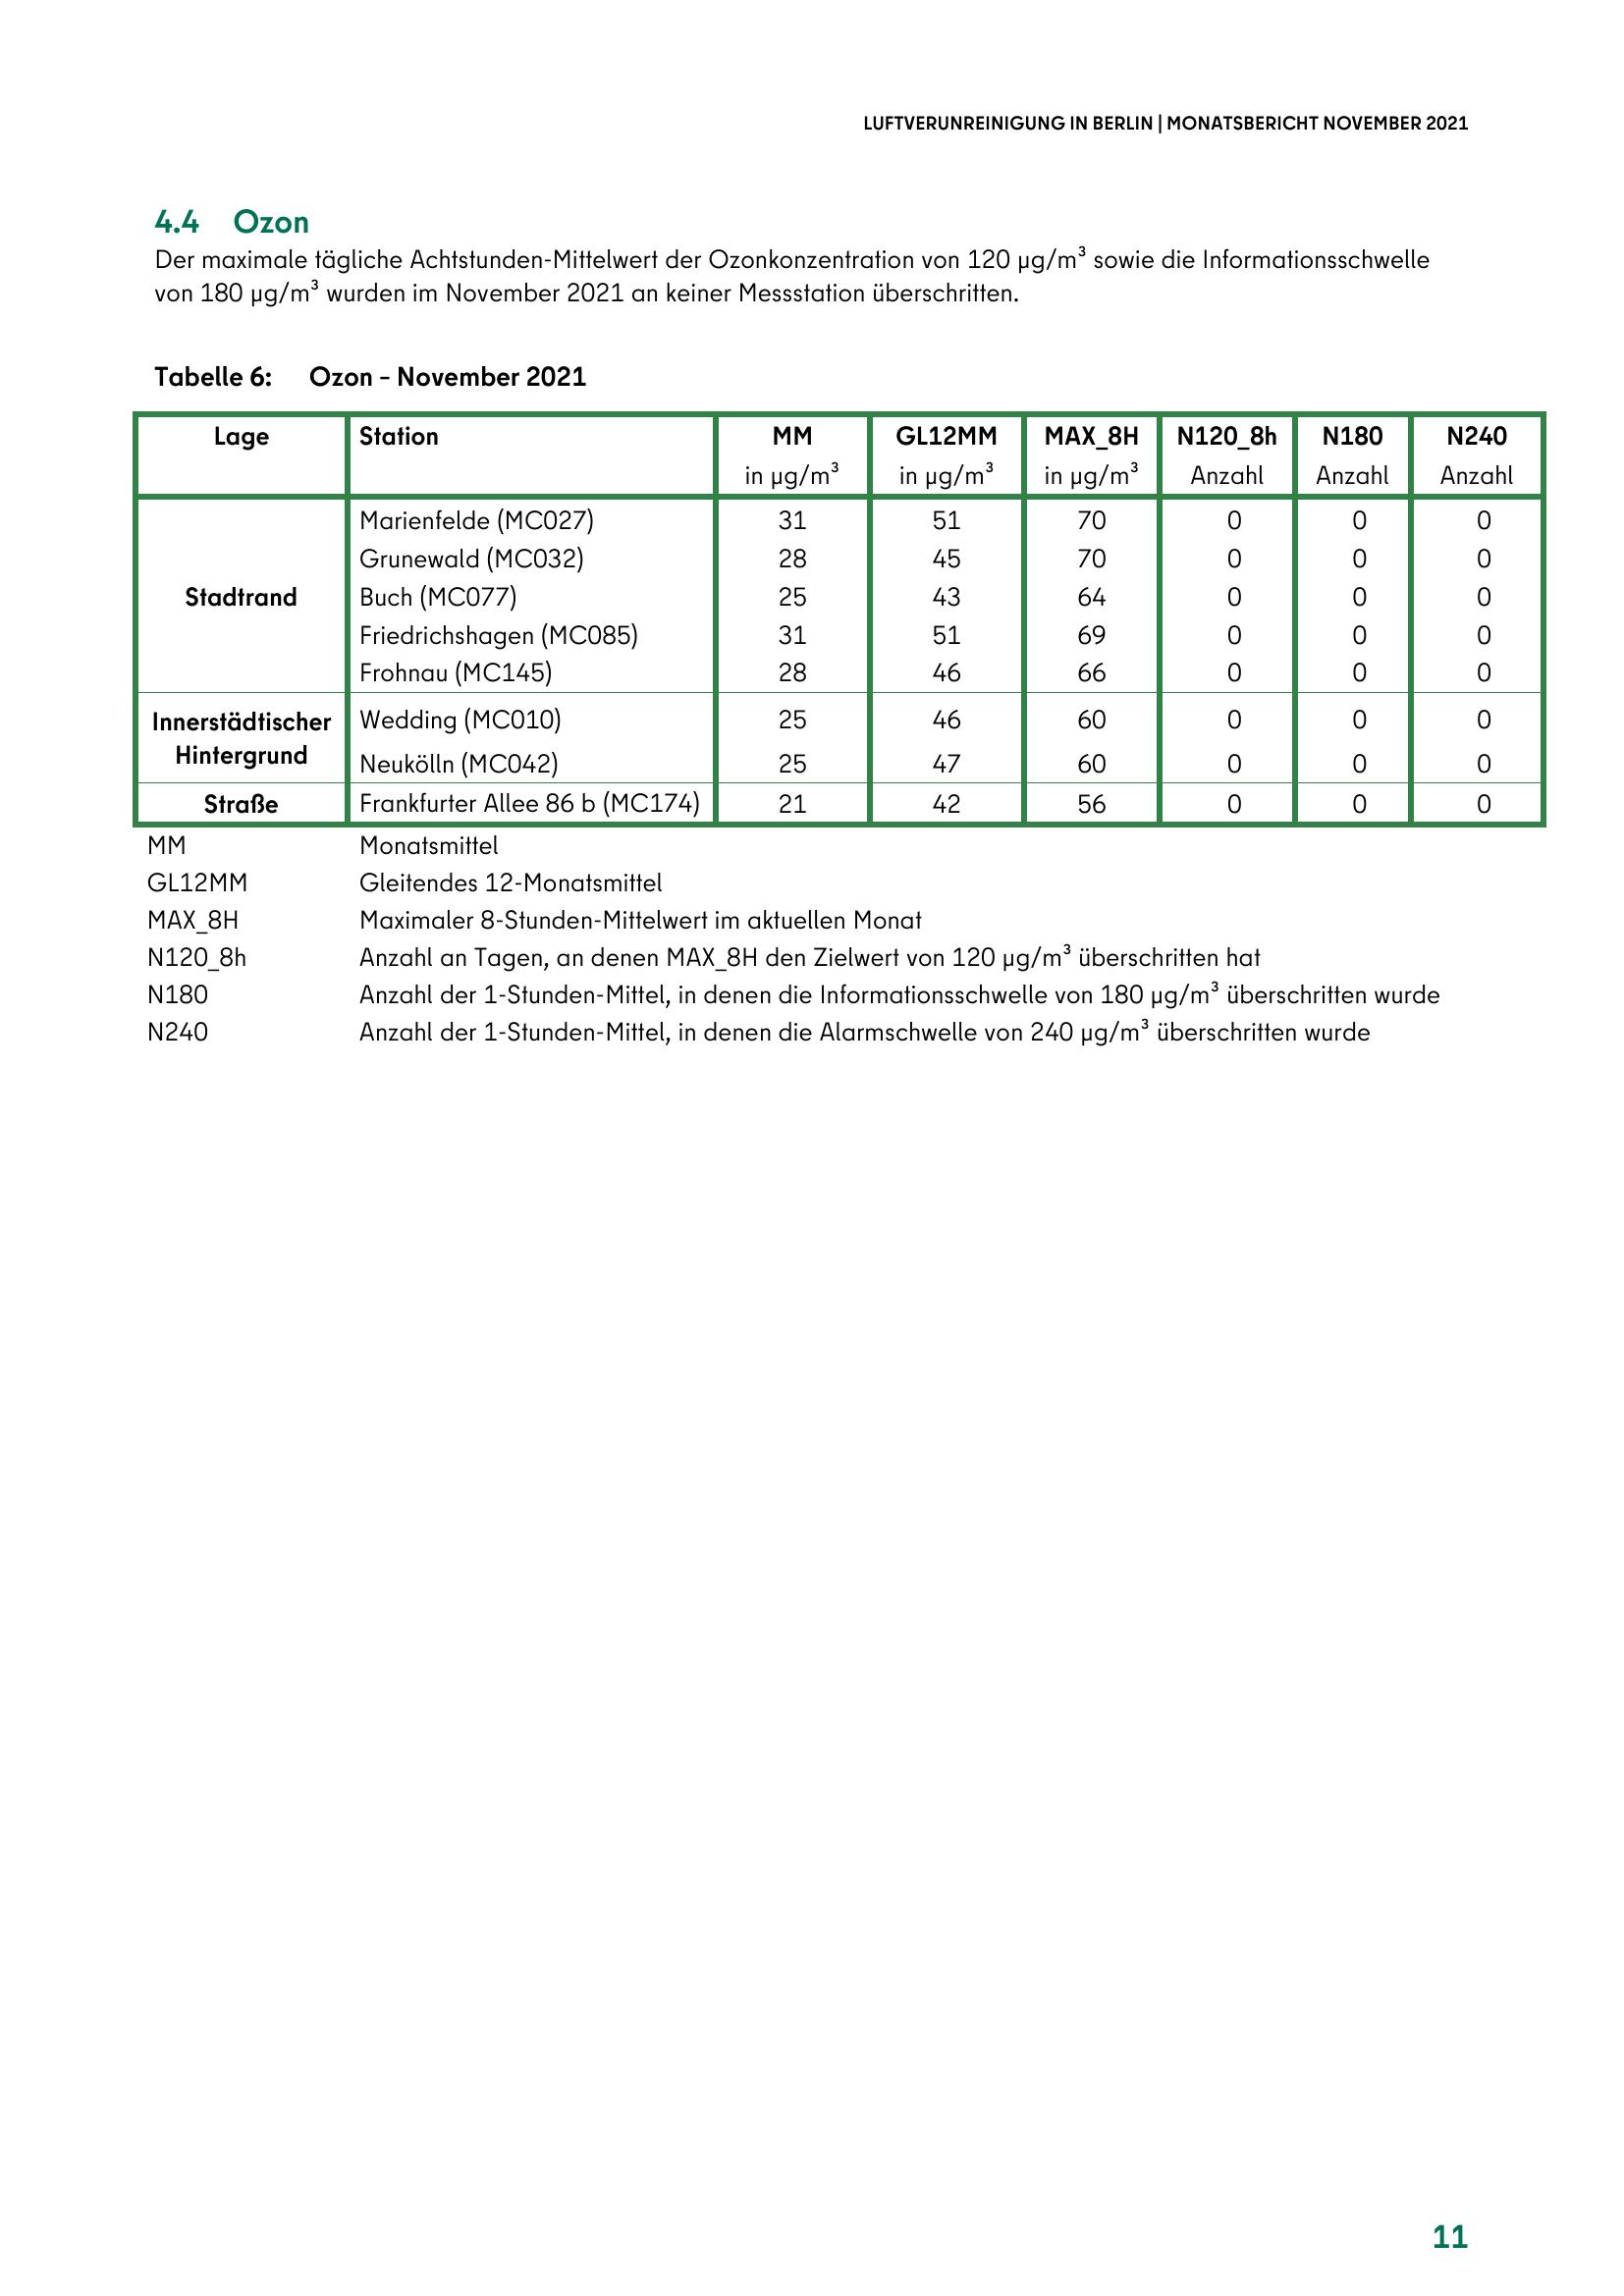 LUFTVERUNREINIGUNG IN BERLIN | MONATSBERICHT NOVEMBER 2021
4.4 Ozon
Der maximale tägliche Achtstunden-Mittelwert der Ozonkonzentration von 120 µg/m³ sowie die Informationsschwelle
von 180 µg/m³ wurden im November 2021 an keiner Messstation überschritten.
Tabelle 6: Ozon – November 2021
Lage Station MM GL12MM MAX_8H N120_8h N180 N240
in µg/m³ in µg/m³ in µg/m³ Anzahl Anzahl Anzahl
Marienfelde (MC027) 31 51 70 0 0 0
Grunewald (MC032) 28 45 70 0 0 0
Stadtrand Buch (MC077) 25 43 64 0 0 0
Friedrichshagen (MC085) 31 51 69 0 0 0
Frohnau (MC145) 28 46 66 0 0 0
Innerstädtischer Wedding (MC010) 25 46 60 0 0 0
Hintergrund Neukölln (MC042) 25 47 60 0 0 0
Straße Frankfurter Allee 86 b (MC174) 21 42 56 0 0 0
MM Monatsmittel
GL12MM Gleitendes 12-Monatsmittel
MAX_8H Maximaler 8-Stunden-Mittelwert im aktuellen Monat
N120_8h Anzahl an Tagen, an denen MAX_8H den Zielwert von 120 µg/m³ überschritten hat
N180 Anzahl der 1-Stunden-Mittel, in denen die Informationsschwelle von 180 µg/m³ überschritten wurde
N240 Anzahl der 1-Stunden-Mittel, in denen die Alarmschwelle von 240 µg/m³ überschritten wurde
11